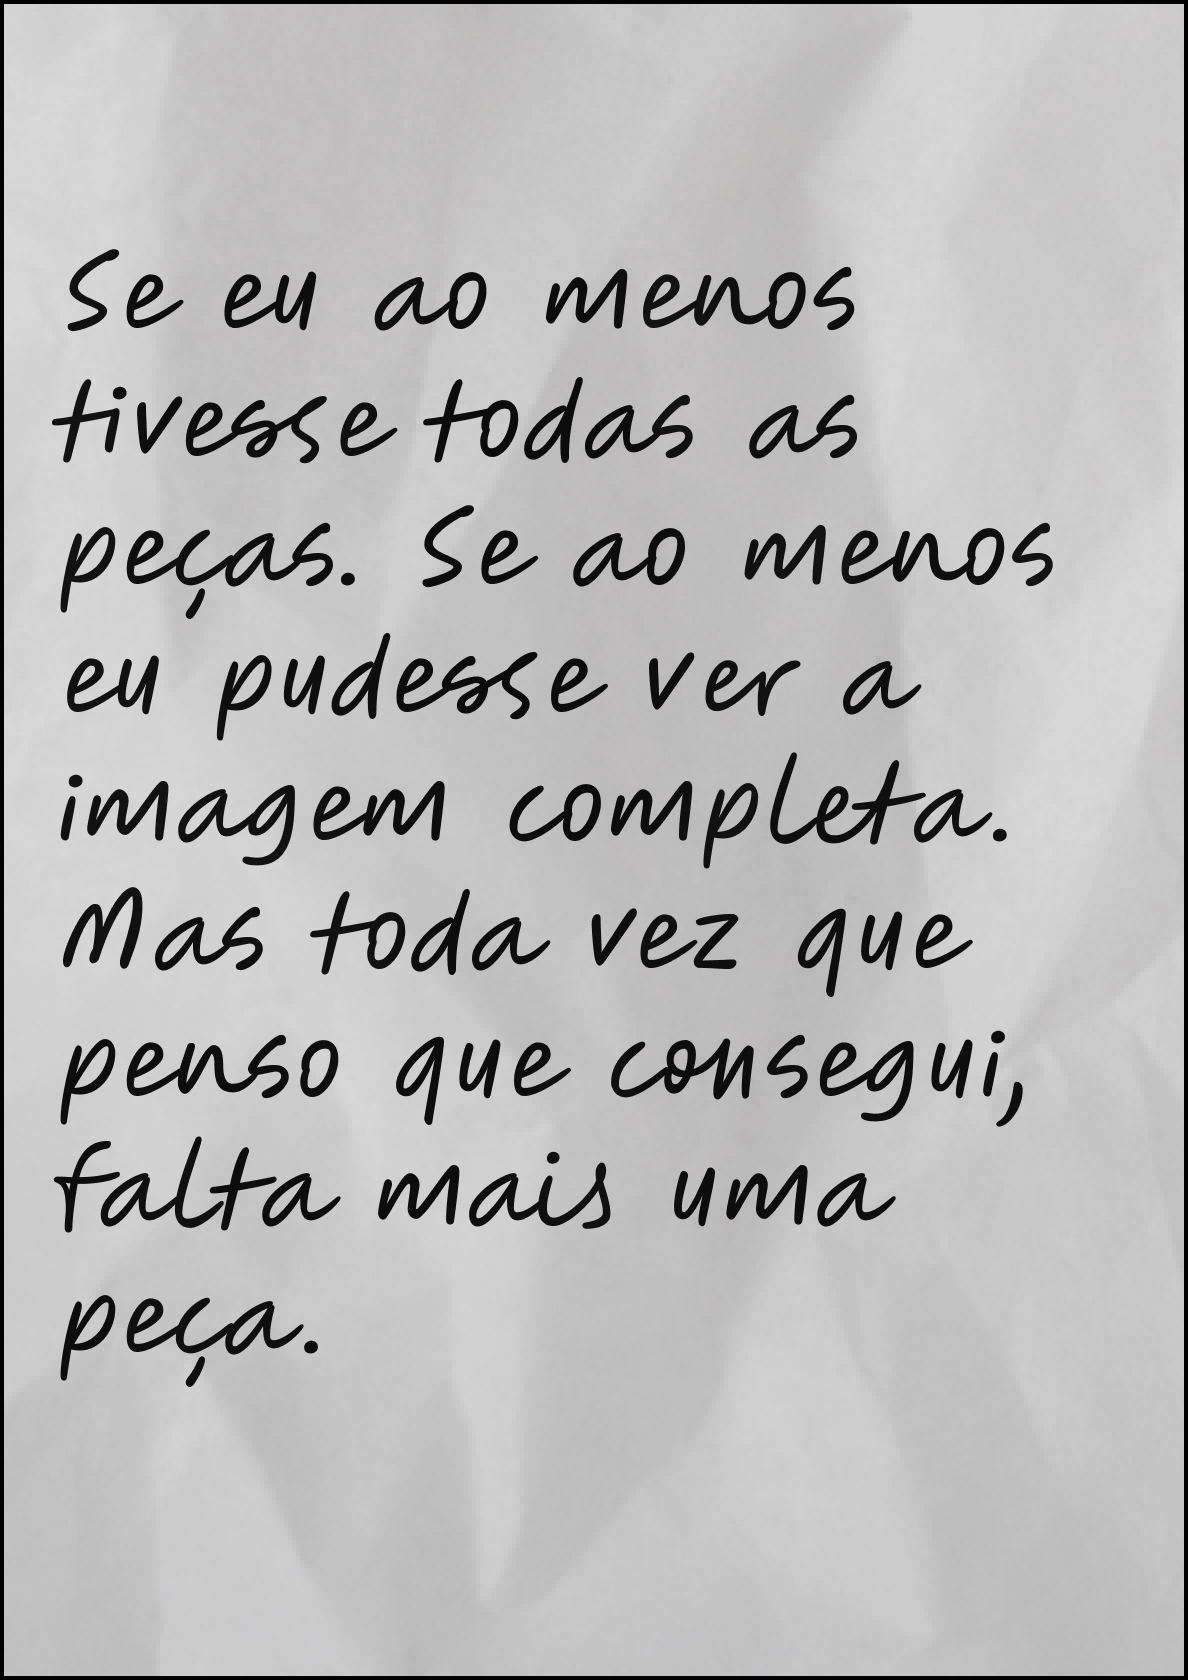 Se eu ao menos
tivesse todas as
peças. Se ao menos
eu pudesse ver a
imagem completa.
Mas toda vez que
penso que consegui,
falta mais uma
peça.